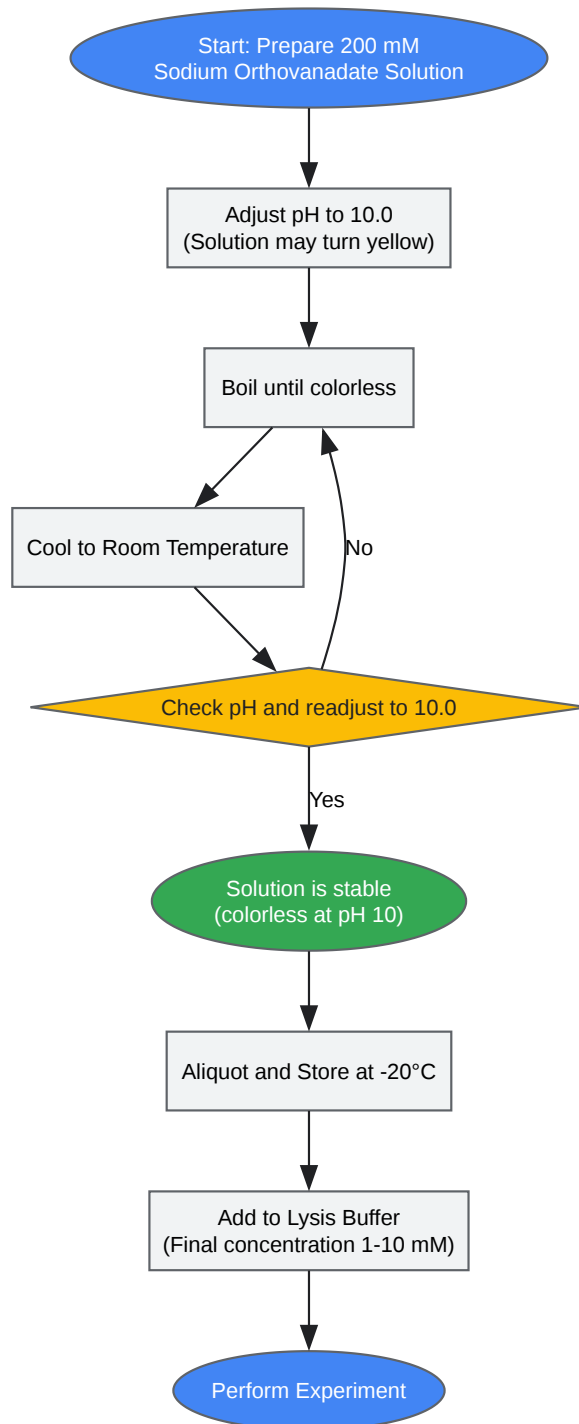 Start: Prepare 200 mM
Sodium Orthovanadate Solution
Adjust pH to 10.0
(Solution may turn yellow)
Boil until colorless
Cool to Room Temperature
No
Check pH and readjust to 10.0
Yes
Solution is stable
(colorless at pH 10)
Aliquot and Store at -20°C
Add to Lysis Buffer
(Final concentration 1-10 mM)
Perform Experiment